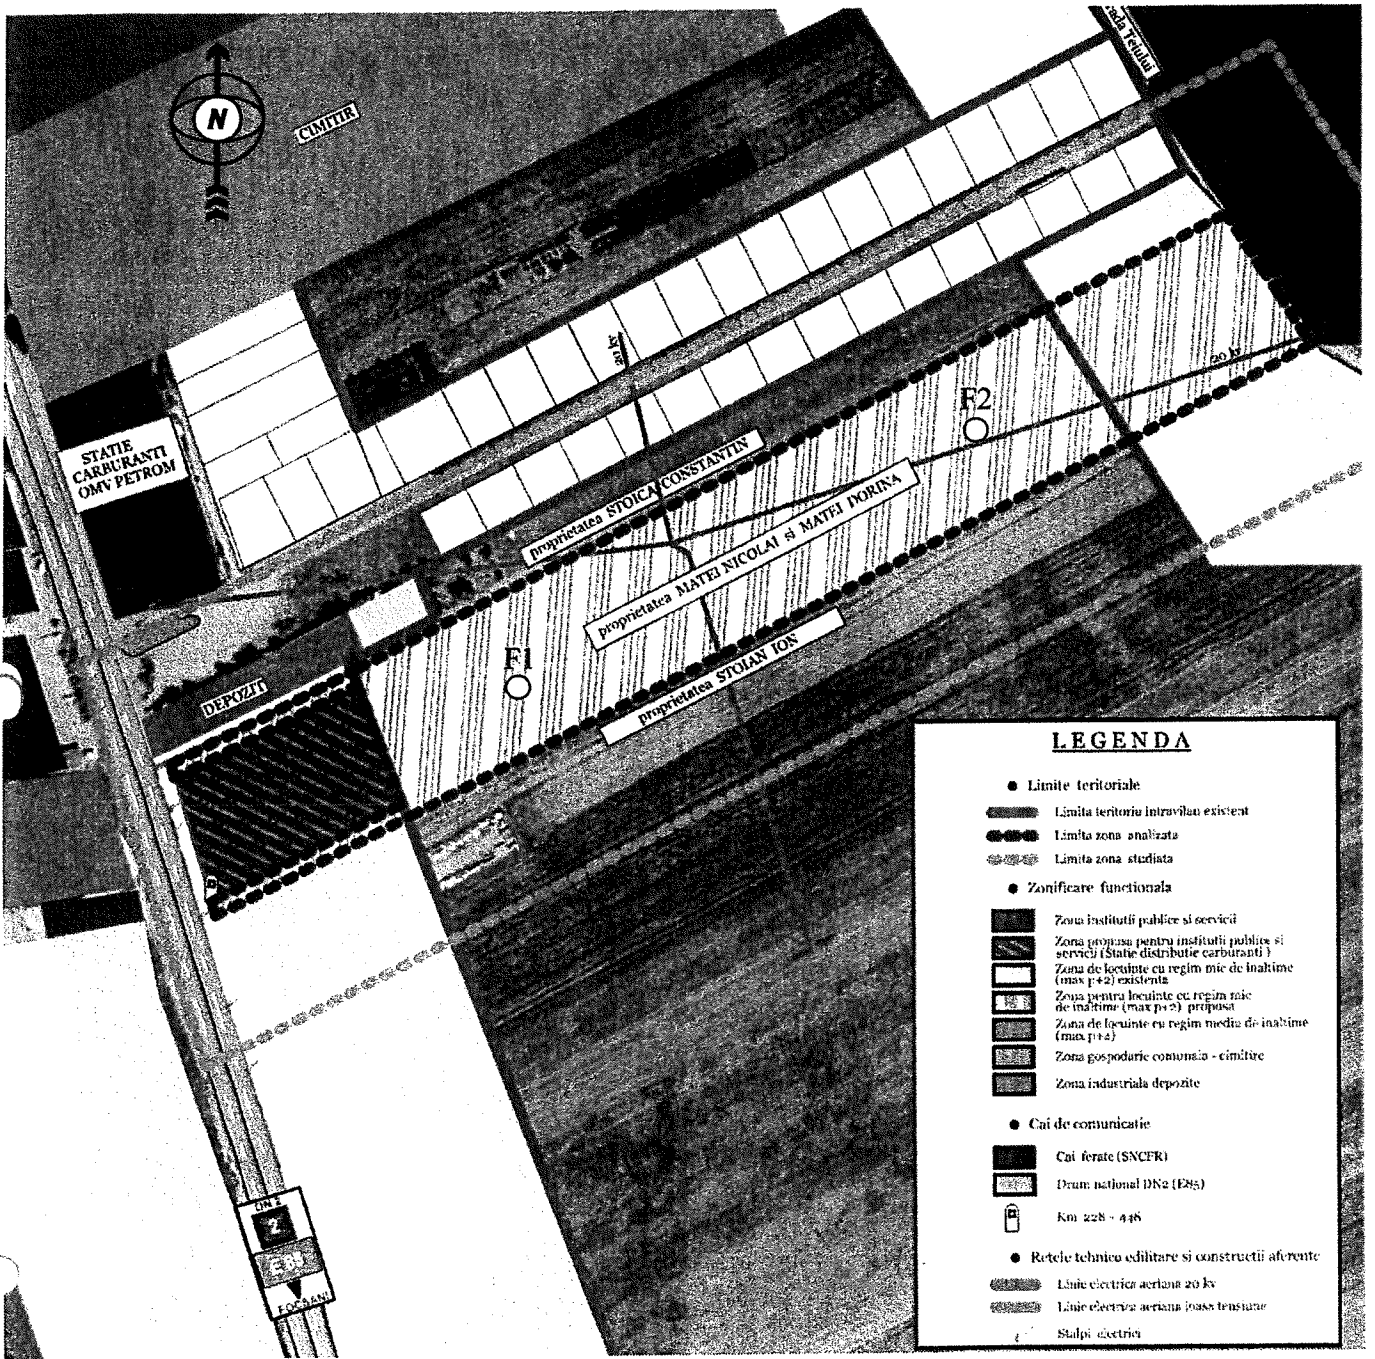 rada Teiului
N
CIMITIR
20 kv
20 kv
STATIE
CARBURANTI
OMV PETROM
F2
proprietatea STOICA CONSTANTIN
proprietatea MATEI NICOLAI si MATEI DORINA
F1
proprietatea STOIAN ION
DEPOZIT
LEGENDA
● Limite teritoriale
Limita teritoriu intravilan existent
Limita zona analizata
Limita zona studiata
● Zonificare functionala
Zona institutii publice si servicii
Zona propusa pentru institutii publice si
servicii (Statie distributie carburanti )
Zona de locuinte cu regim mic de inaltime
(max p+2) existenta
Zona pentru locuinte cu regim mic
de inaltime (max p+2) propusa
Zona de locuinte cu regim mediu de inaltime
(max p+4)
Zona gospodarie comunala - cimitire
Zona industriala depozite
● Cai de comunicatie
Cai ferate (SNCFR)
Drum national DN2 (E85)
Km 228 - 446
● Retele tehnico edilitare si constructii aferente
Linie electrica aeriana 20 kv
Linie electrica aeriana joasa tensiune
Stalpi electrici
DN 2
2
E 85
FOCSANI